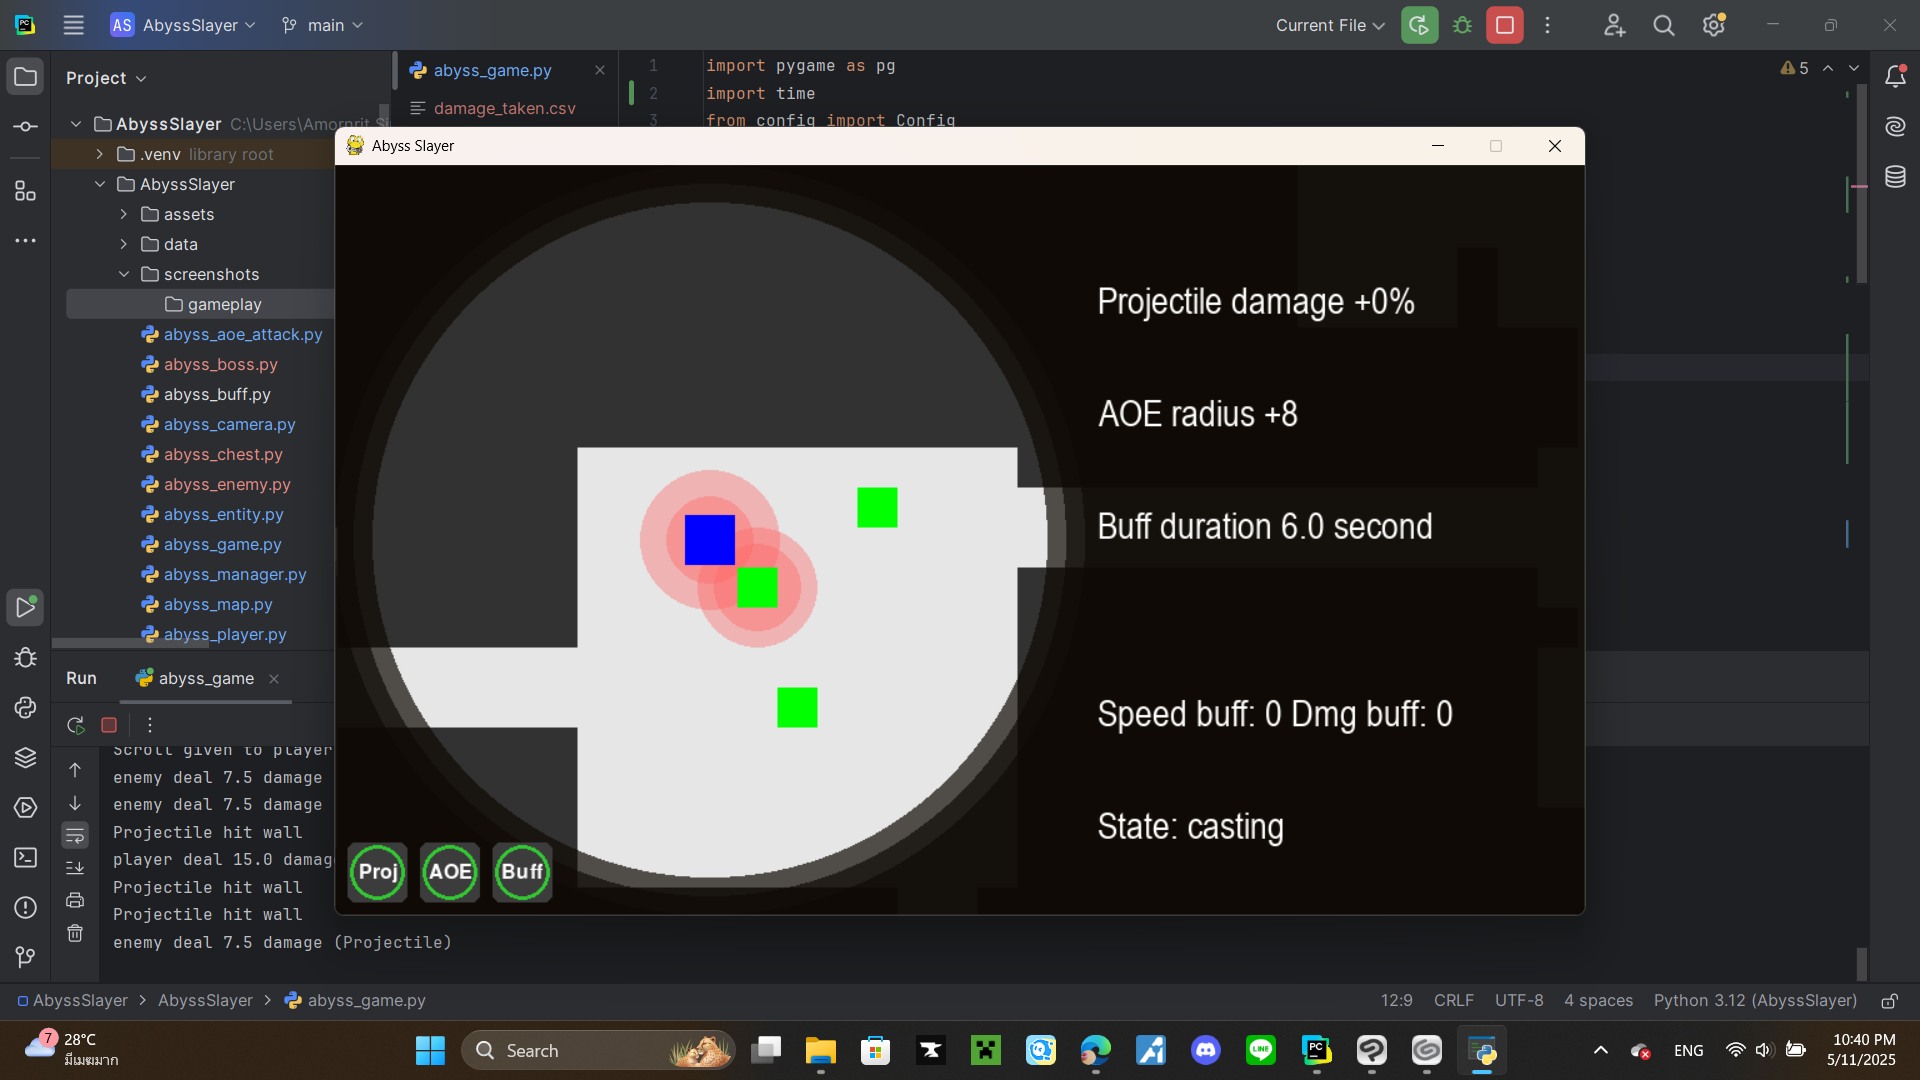 PC
AS AbyssSlayer
main
Current File
Project
abyss_game.py
damage_taken.csv
1 import pygame as pg
2 import time
3 from config import Config
5
AbyssSlayer C:\Users\Amornrit Si
.venv library root
AbyssSlayer
assets
data
screenshots
gameplay
abyss_aoe_attack.py
abyss_boss.py
abyss_buff.py
abyss_camera.py
abyss_chest.py
abyss_enemy.py
abyss_entity.py
abyss_game.py
abyss_manager.py
abyss_map.py
abyss_player.py
Abyss Slayer
Projectile damage +0%
AOE radius +8
Buff duration 6.0 second
Speed buff: 0 Dmg buff: 0
State: casting
Proj AOE Buff
Run abyss_game
Scroll given to player
enemy deal 7.5 damage
enemy deal 7.5 damage
Projectile hit wall
player deal 15.0 damag
Projectile hit wall
Projectile hit wall
enemy deal 7.5 damage (Projectile)
AbyssSlayer > AbyssSlayer > abyss_game.py
12:9 CRLF UTF-8 4 spaces Python 3.12 (AbyssSlayer)
7
28°C
มีเมฆมาก
Search
LINE
PC
ENG
10:40 PM
5/11/2025